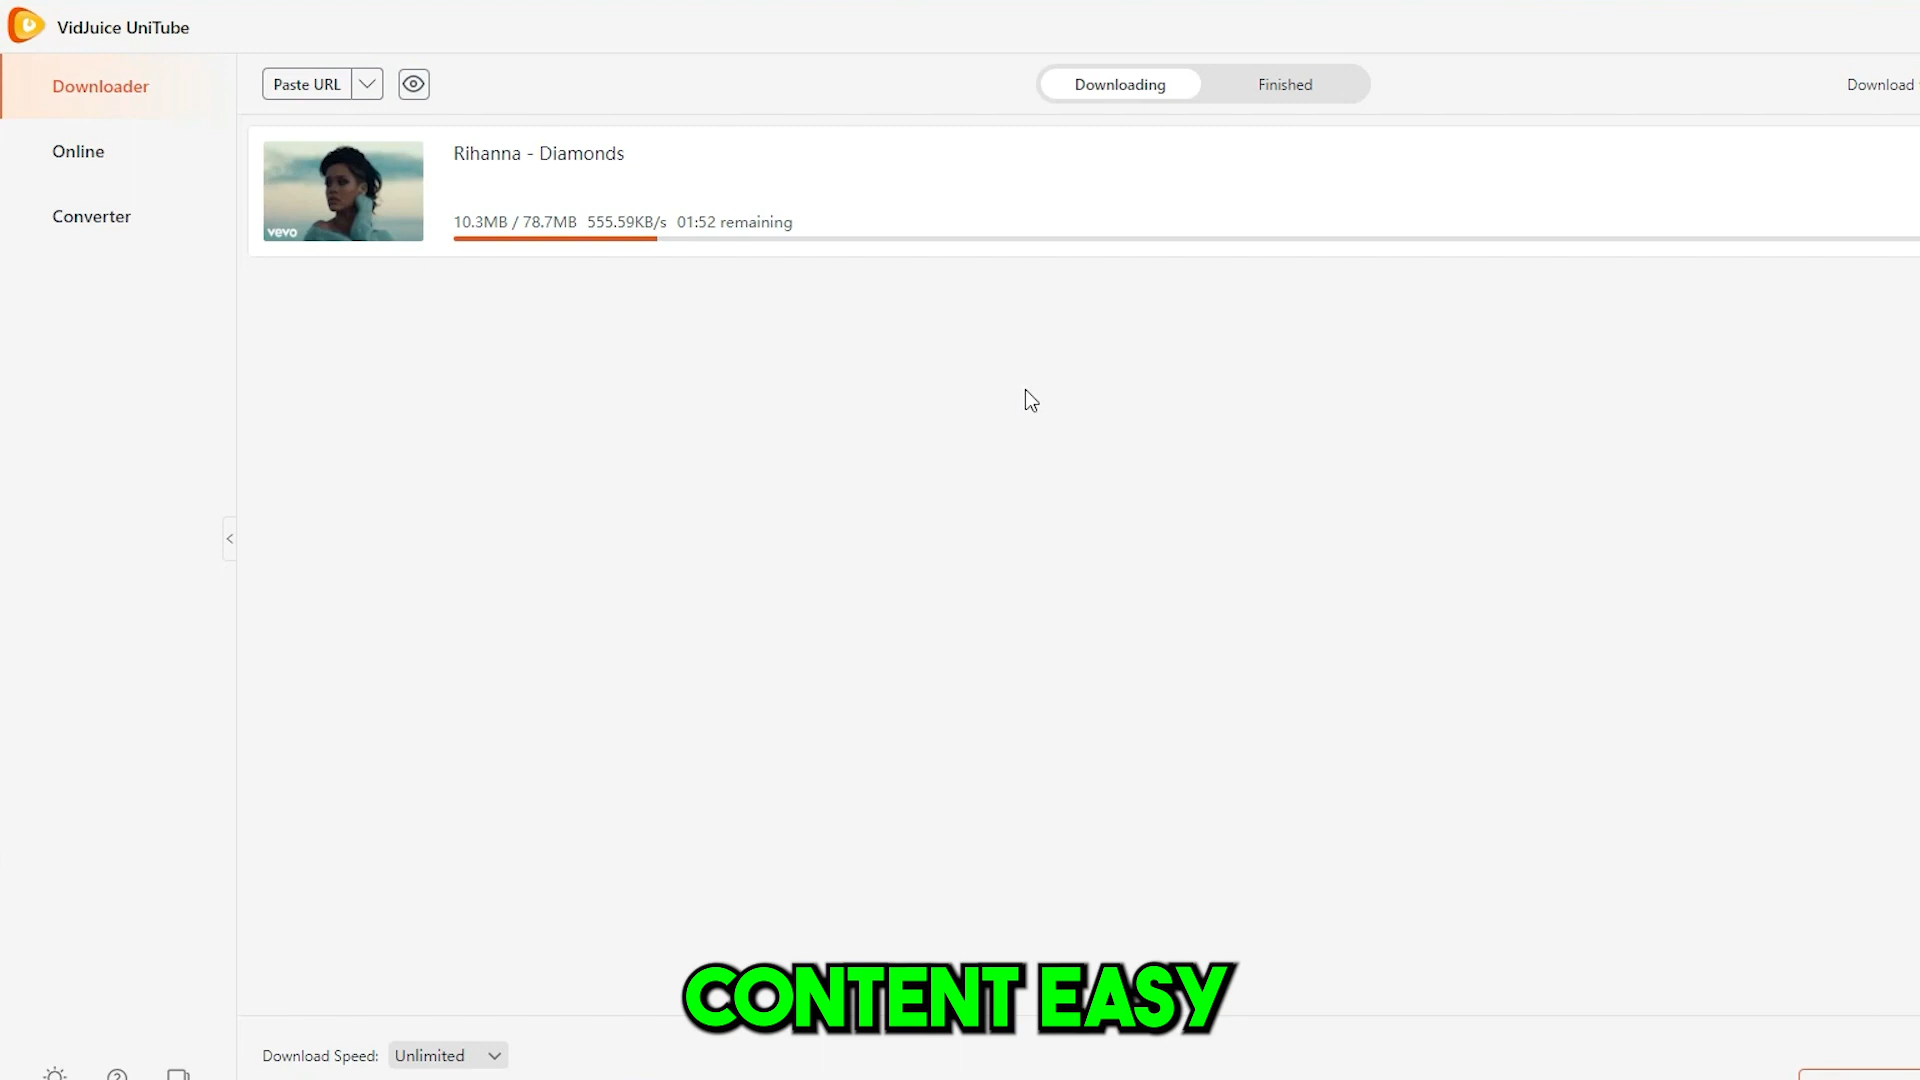 VidJuice UniTube
Downloader
Online
Converter
Paste URL
Downloading
Finished
Download
Rihanna - Diamonds
10.3MB / 78.7MB 555.59KB/s 01:52 remaining
vevo
CONTENT EASY
Download Speed: Unlimited